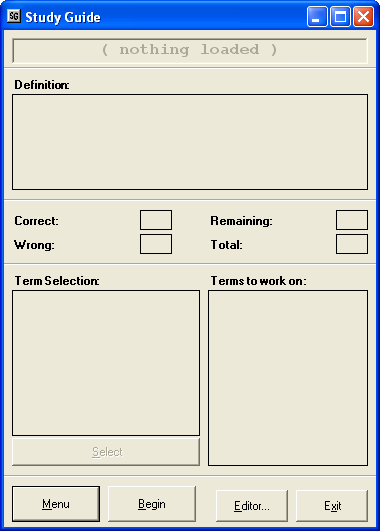 SG Study Guide
( nothing loaded )
Definition:
Correct: Remaining:
Wrong: Total:
Term Selection: Terms to work on:
Select
Menu Begin Editor... Exit